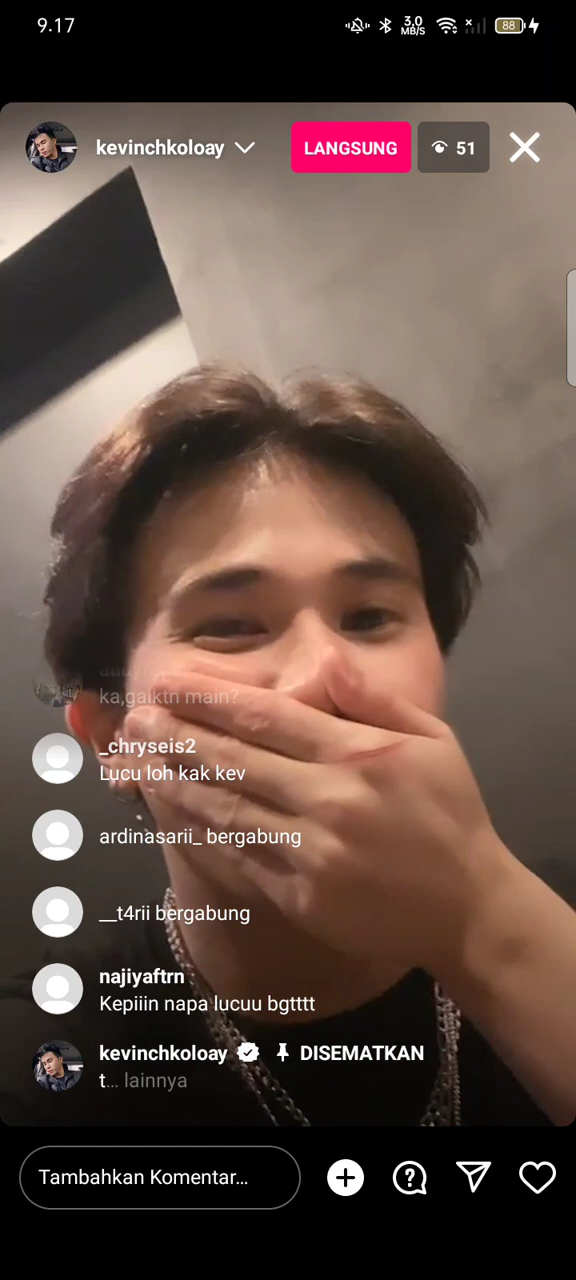 9.17
3,0
MB/S
88
kevinchkoloay
LANGSUNG
51
ka,gaiktn main?
_chryseis2
Lucu loh kak kev
ardinasarii_ bergabung
__t4rii bergabung
najiyaftrn
Kepiiin napa lucuu bgtttt
kevinchkoloay DISEMATKAN
t... lainnya
Tambahkan Komentar...